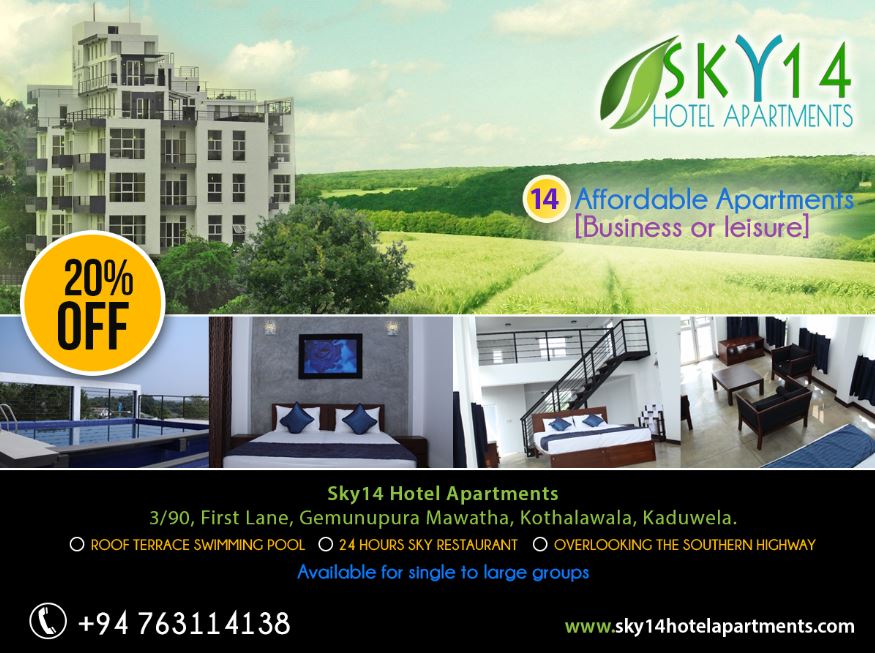 SKY14
HOTEL APARTMENTS
14 Affordable Apartments
[Business or leisure]
20%
OFF
Sky14 Hotel Apartments
3/90, First Lane, Gemunupura Mawatha, Kothalawala, Kaduwela.
ROOF TERRACE SWIMMING POOL 24 HOURS SKY RESTAURANT OVERLOOKING THE SOUTHERN HIGHWAY
Available for single to large groups
+94 763114138 www.sky14hotelapartments.com